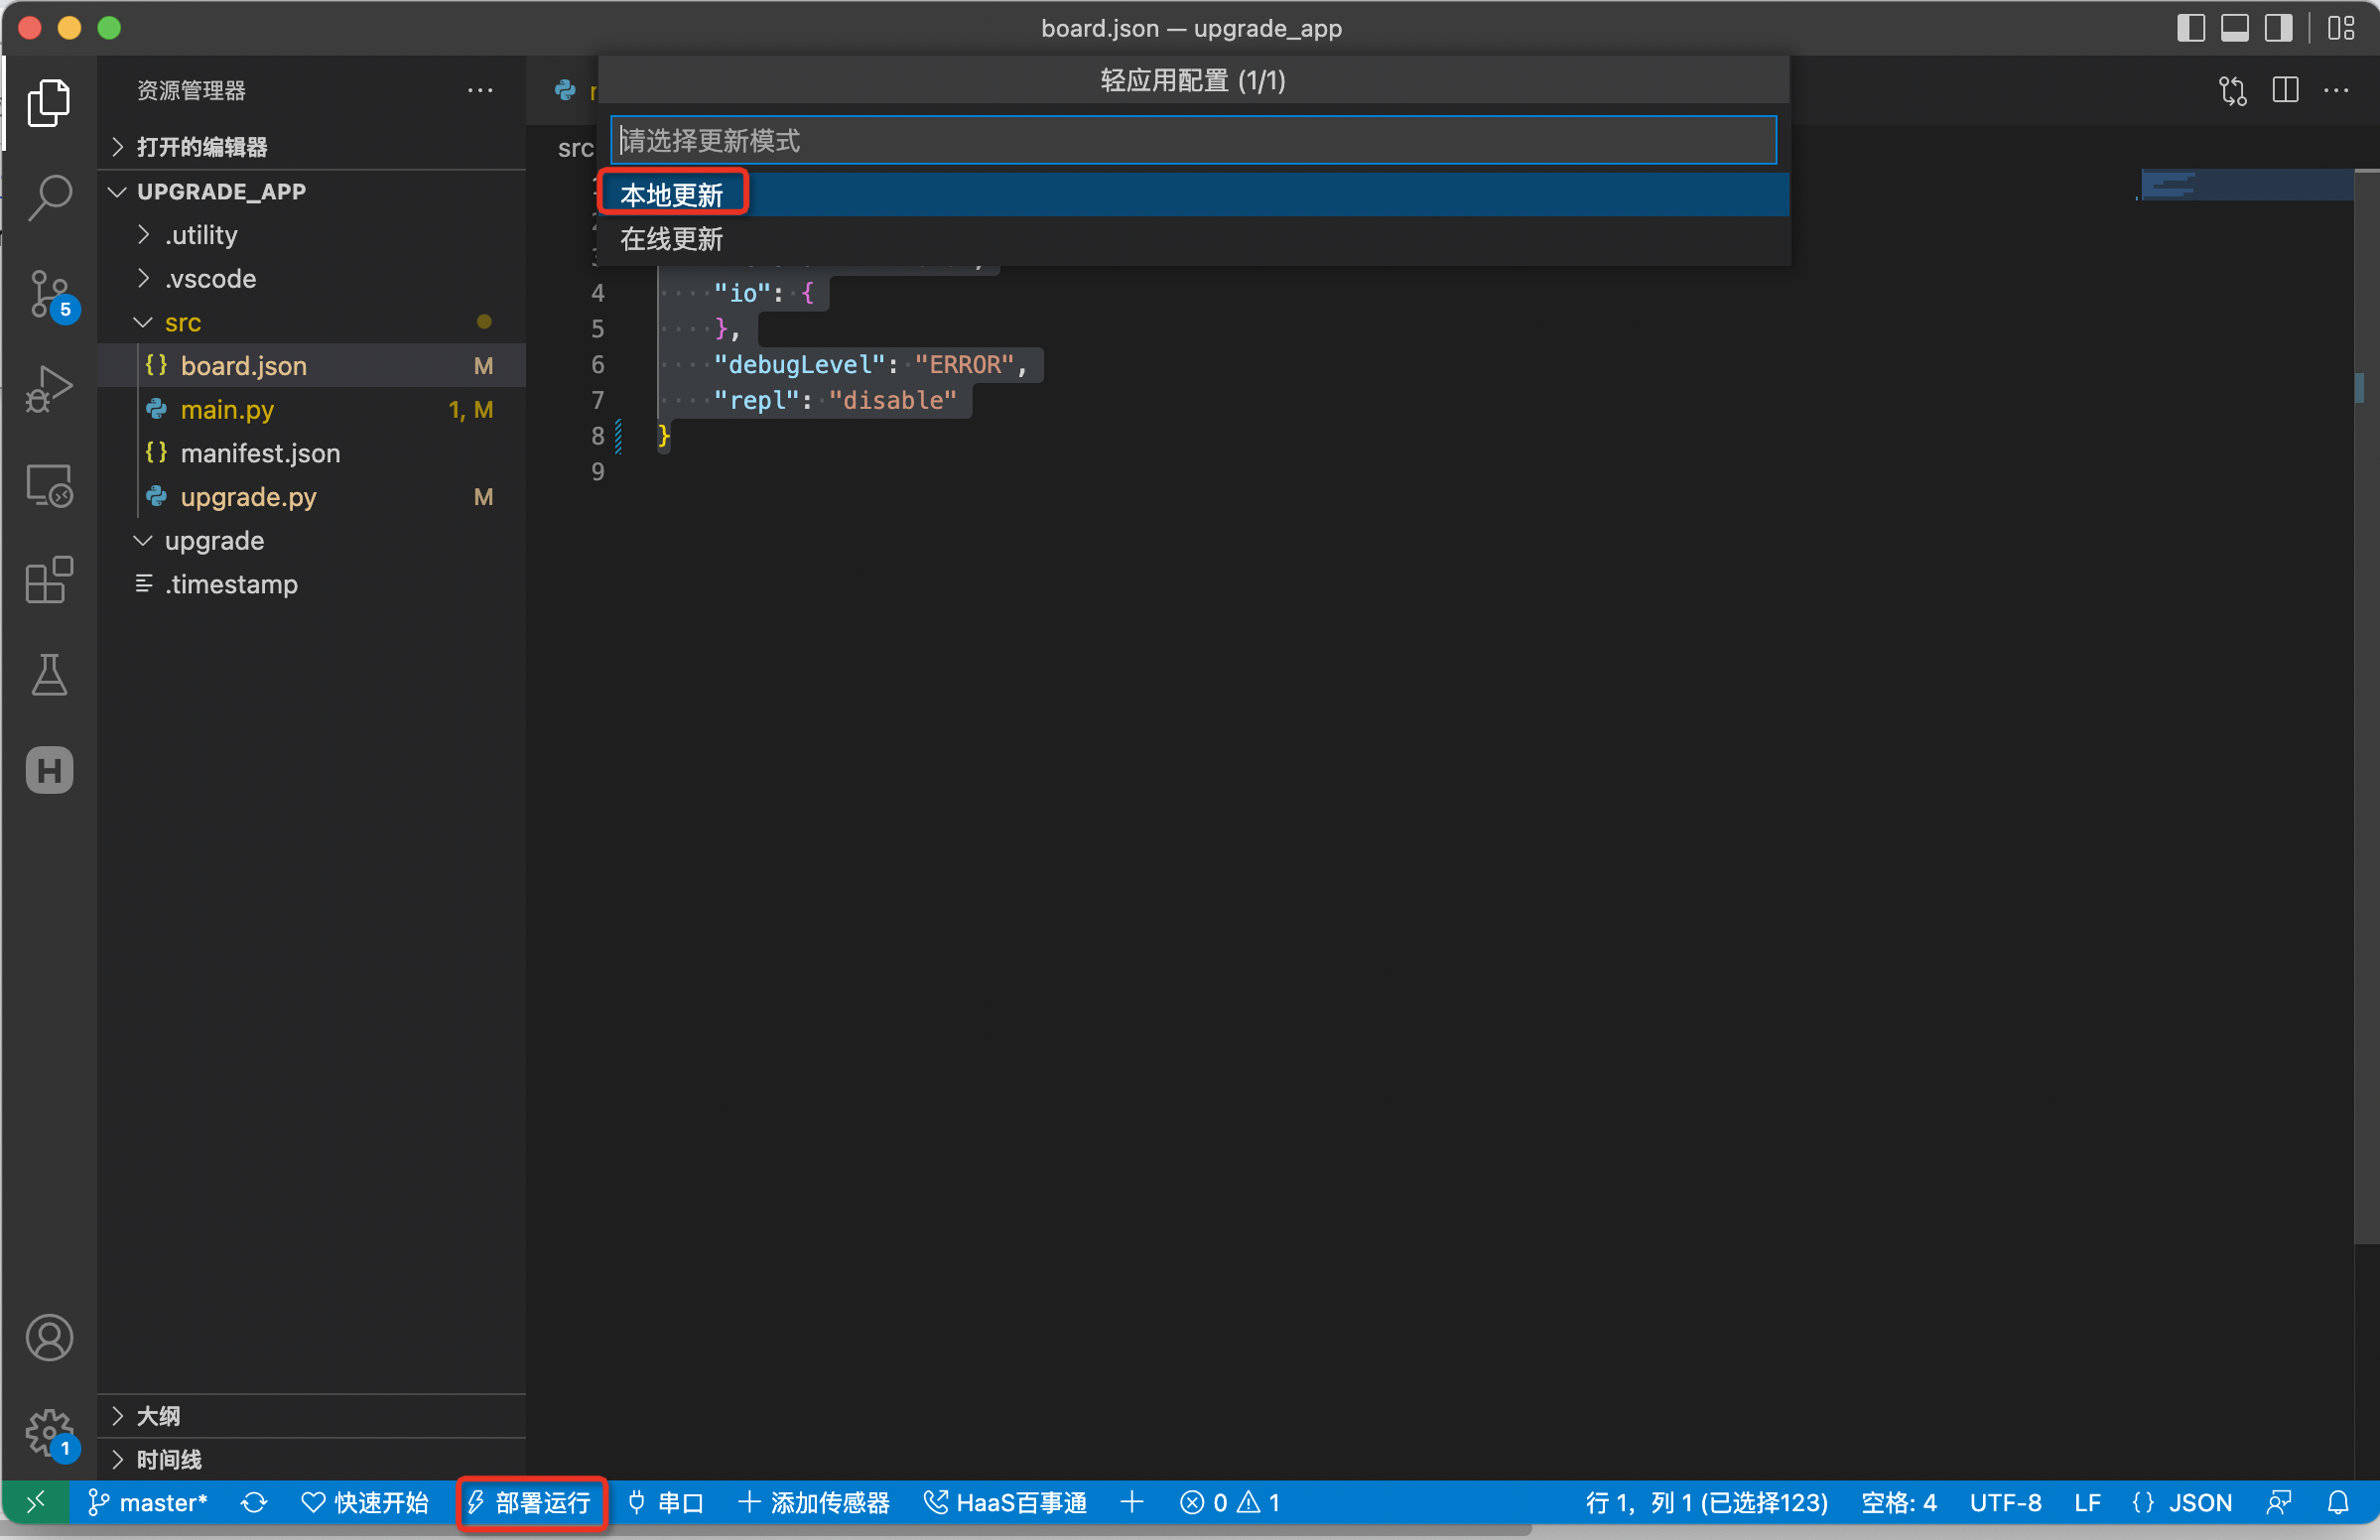 board.json — upgrade_app
资源管理器
打开的编辑器
UPGRADE_APP
.utility
.vscode
src
board.json M
main.py 1, M
manifest.json
upgrade.py M
upgrade
.timestamp
大纲
时间线
轻应用配置 (1/1)
请选择更新模式
本地更新
在线更新
src
4 "io": {
5 },
6 "debugLevel": "ERROR",
7 "repl": "disable"
8 }
9
5
H
1
master* 快速开始 部署运行 串口 添加传感器 HaaS百事通 0 1 行 1，列 1 (已选择123) 空格: 4 UTF-8 LF {} JSON